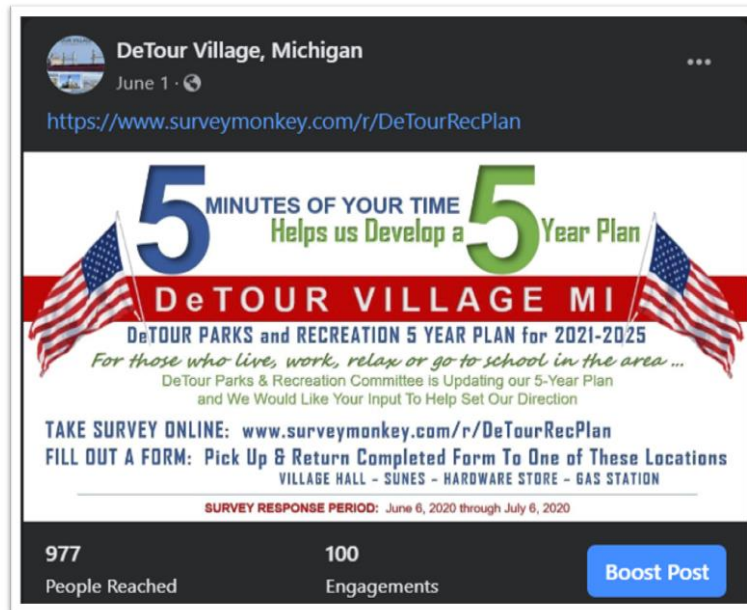 DeTour Village, Michigan
June 1 ·
https://www.surveymonkey.com/r/DeTourRecPlan
5 MINUTES OF YOUR TIME
Helps us Develop a 5 Year Plan
DeTOUR VILLAGE MI
DeTOUR PARKS and RECREATION 5 YEAR PLAN for 2021-2025
For those who live, work, relax or go to school in the area ...
DeTour Parks & Recreation Committee is Updating our 5-Year Plan
and We Would Like Your Input To Help Set Our Direction
TAKE SURVEY ONLINE: www.surveymonkey.com/r/DeTourRecPlan
FILL OUT A FORM: Pick Up & Return Completed Form To One of These Locations
VILLAGE HALL - SUNES - HARDWARE STORE - GAS STATION
SURVEY RESPONSE PERIOD: June 6, 2020 through July 6, 2020
977
People Reached
100
Engagements
Boost Post